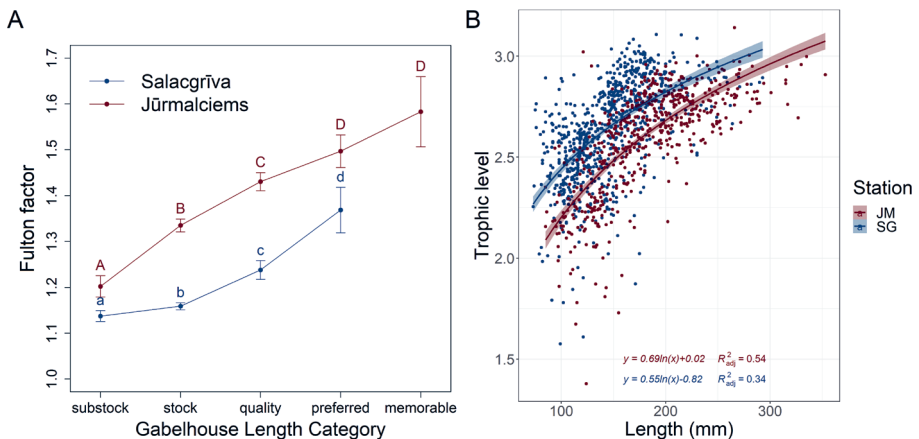 A
Fulton factor
1.7
1.6
1.5
1.4
1.3
1.2
1.1
1.0
Salacgrīva
Jūrmalciems
A
B
C
D
D
a
b
c
d
substock stock quality preferred memorable
Gabelhouse Length Category
B
Trophic level
3.0
2.5
2.0
1.5
y = 0.69ln(x)+0.02 R²adj = 0.54
y = 0.55ln(x)-0.82 R²adj = 0.34
100 200 300
Length (mm)
Station
a JM
a SG